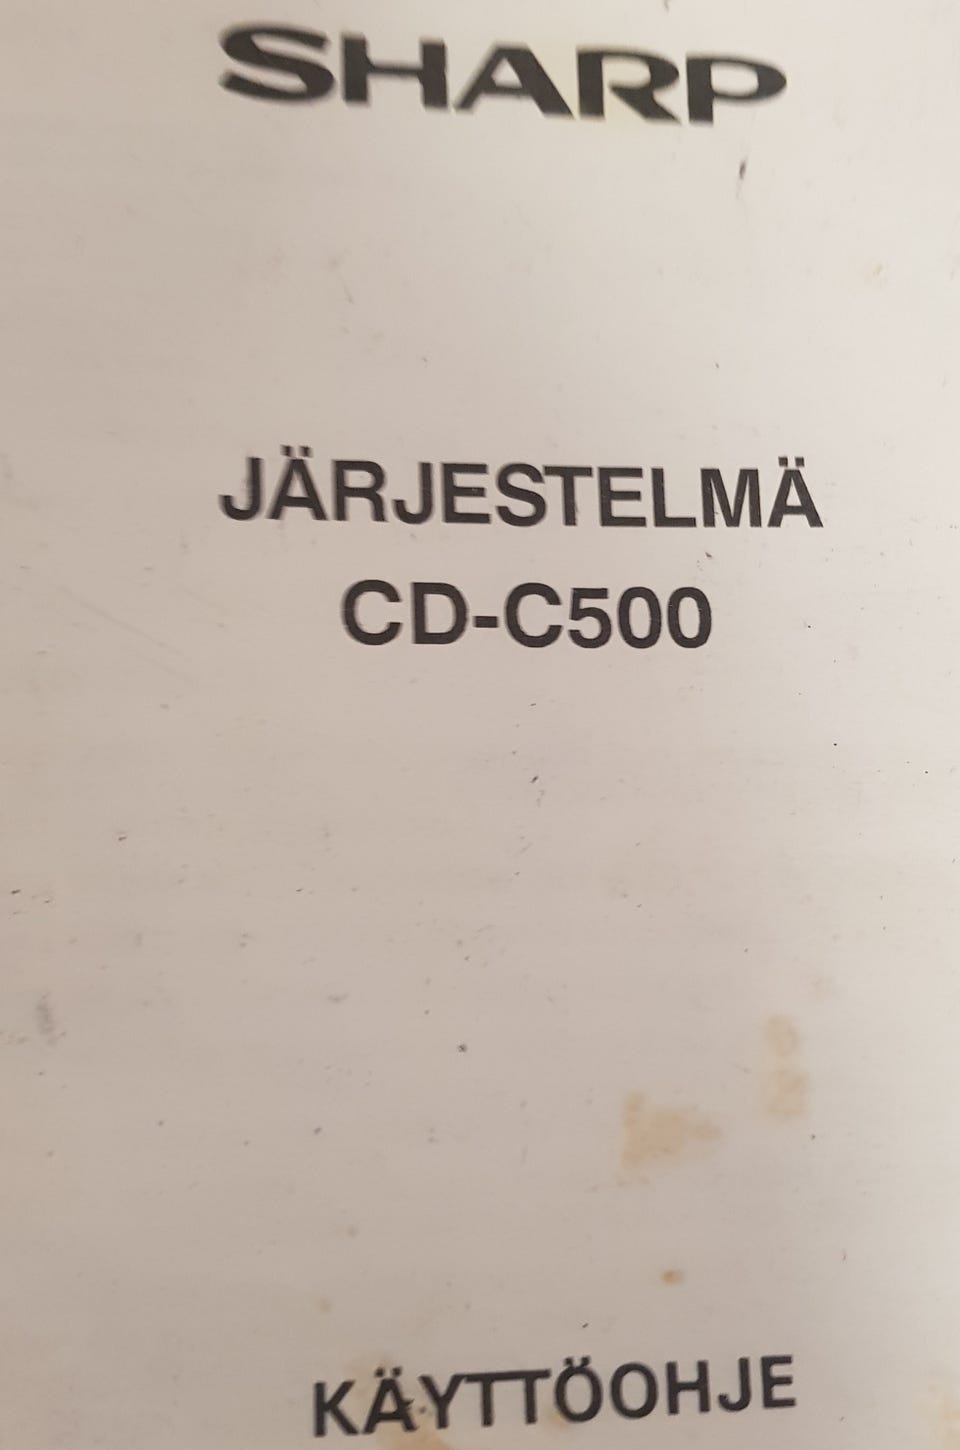 SHARP
JÄRJESTELMÄ
CD-C500
KÄYTTÖOHJE